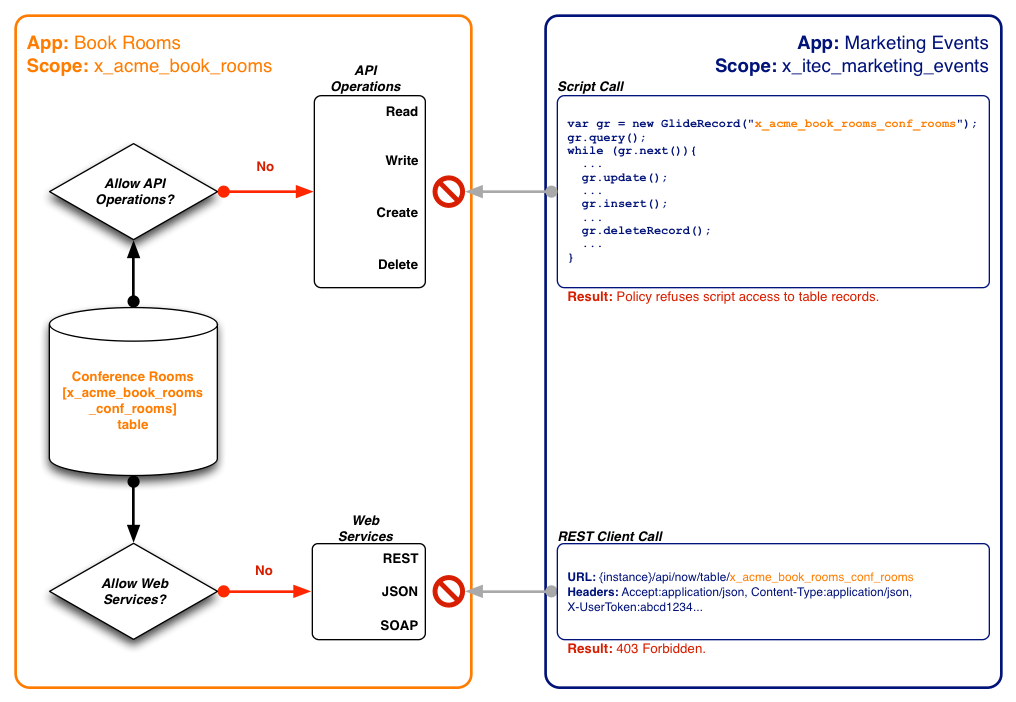 App: Book Rooms
Scope: x_acme_book_rooms
API
Operations
Read
Write
Create
Delete
Allow API
Operations?
No
Conference Rooms
[x_acme_book_rooms
_conf_rooms]
table
Allow Web
Services?
No
Web
Services
REST
JSON
SOAP
App: Marketing Events
Scope: x_itec_marketing_events
Script Call
var gr = new GlideRecord("x_acme_book_rooms_conf_rooms");
gr.query();
while (gr.next()){
...
gr.update();
...
gr.insert();
...
gr.deleteRecord();
...
}
Result: Policy refuses script access to table records.
REST Client Call
URL: {instance}/api/now/table/x_acme_book_rooms_conf_rooms
Headers: Accept:application/json, Content-Type:application/json,
X-UserToken:abcd1234...
Result: 403 Forbidden.